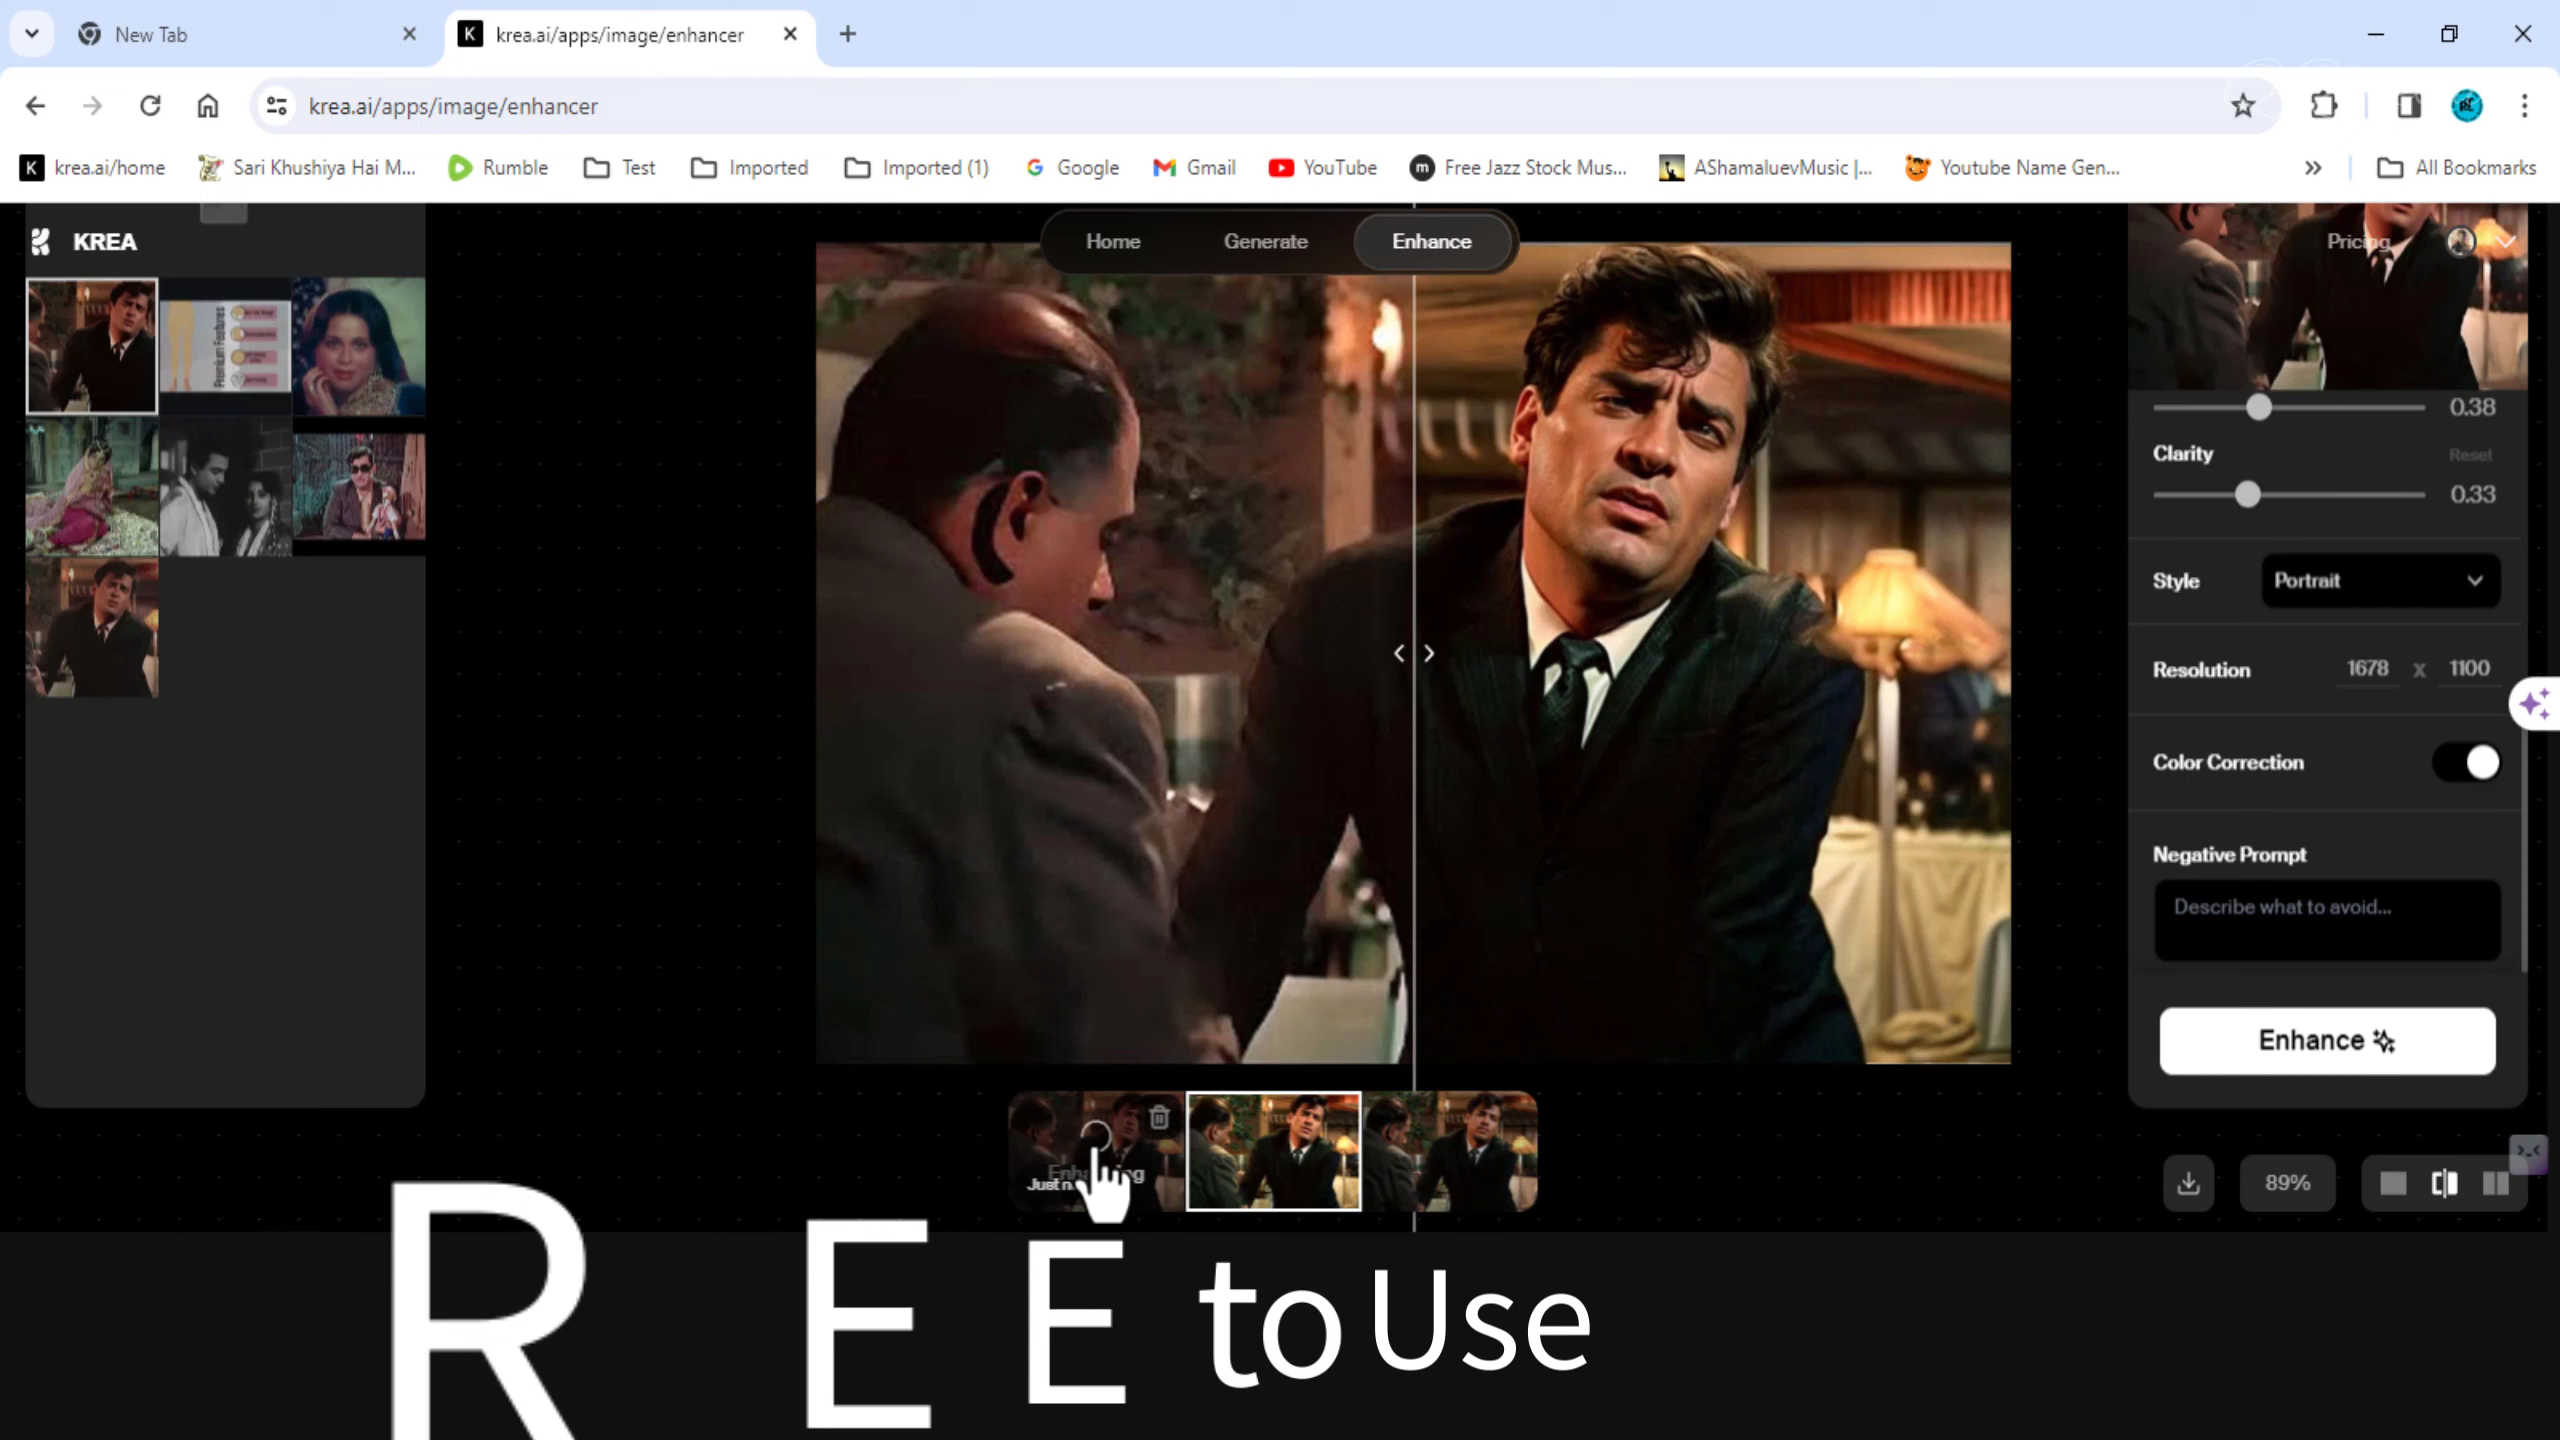 New Tab
krea.ai/apps/image/enhancer
krea.ai/apps/image/enhancer
krea.ai/home
Sari Khushiya Hai M...
Rumble
Test
Imported
Imported (1)
Google
Gmail
YouTube
Free Jazz Stock Mus...
AShamaluevMusic |...
Youtube Name Gen...
All Bookmarks
KREA
Home
Generate
Enhance
Pricing
Premium Features
0.38
Clarity
Reset
0.33
Style
Portrait
Resolution
1678 x 1100
Color Correction
Negative Prompt
Describe what to avoid...
Enhance
89%
R E E to Use